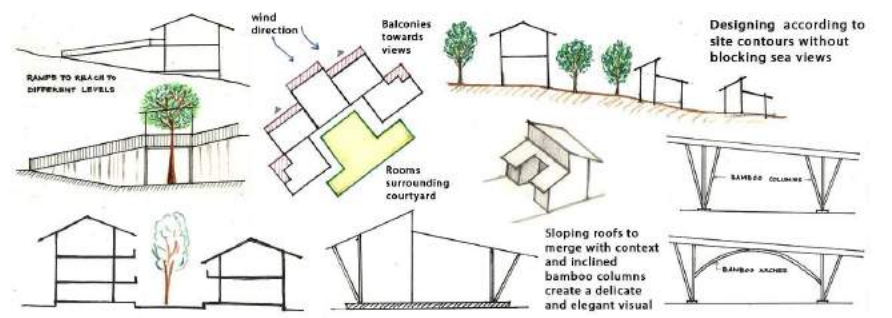 wind
direction
Balconies
towards
views
Designing according to
site contours without
blocking sea views
RAMPS TO REACH TO
DIFFERENT LEVELS
Rooms
surrounding
courtyard
BAMBOO COLUMNS
Sloping roofs to
merge with context
and inclined
bamboo columns
create a delicate
and elegant visual
BAMBOO ARCHES